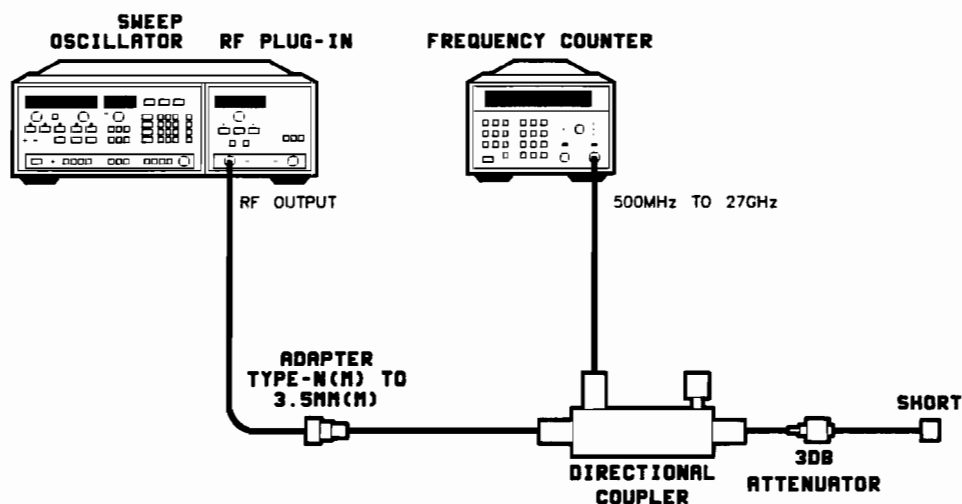 SWEEP
OSCILLATOR RF PLUG-IN
FREQUENCY COUNTER
RF OUTPUT
500MHz TO 27GHz
ADAPTER
TYPE-N(M) TO
3.5MM(M)
SHORT
3DB
ATTENUATOR
DIRECTIONAL
COUPLER